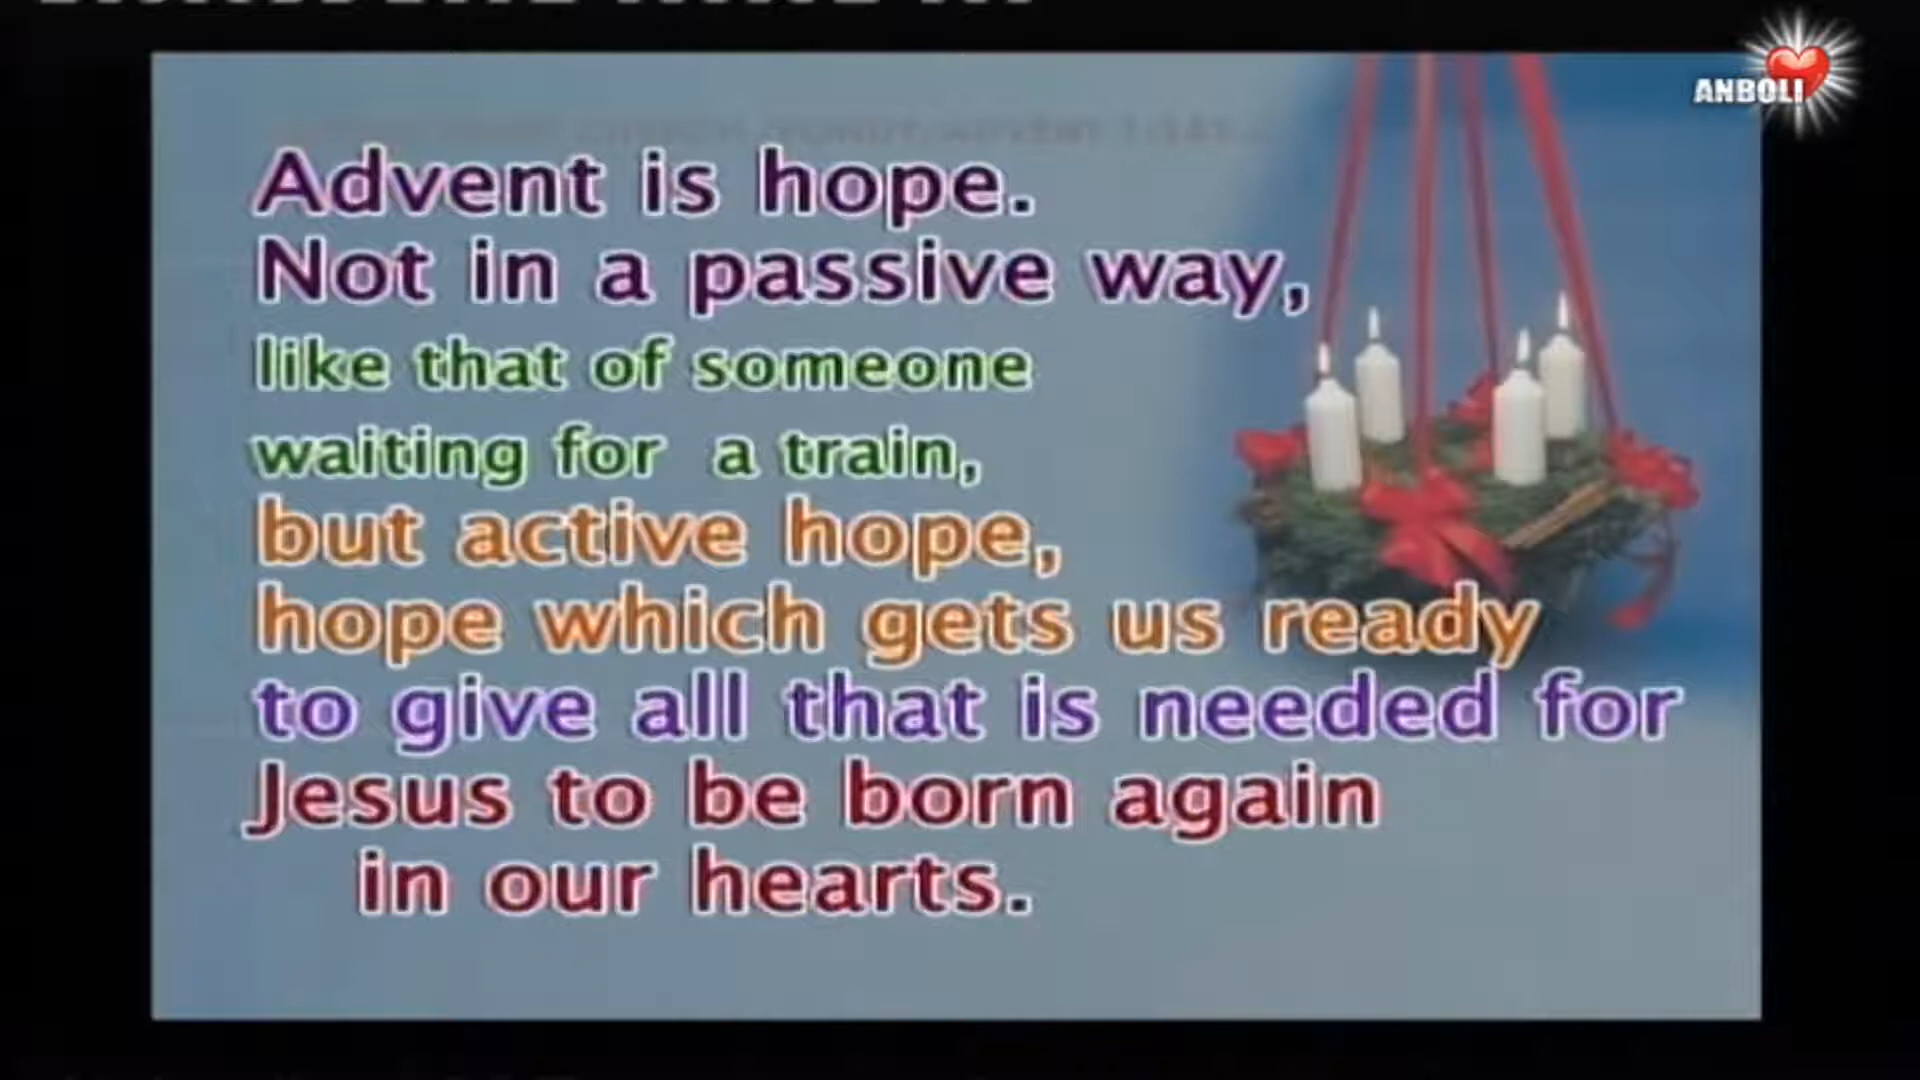 ANBOLI
Advent is hope.
Not in a passive way,
like that of someone
waiting for a train,
but active hope,
hope which gets us ready
to give all that is needed for
Jesus to be born again
in our hearts.